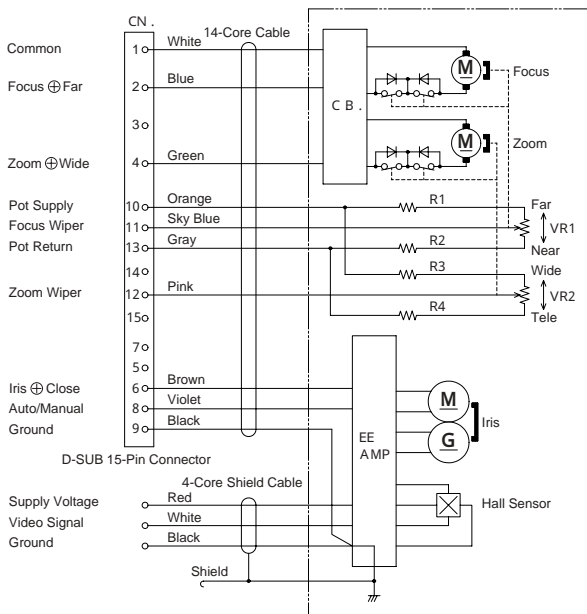 CN .
14-Core Cable
Common 1 White
Focus ⊕ Far 2 Blue
3
Zoom ⊕ Wide 4 Green
C B .
M Focus
M Zoom
Pot Supply 10 Orange R1 Far
Focus Wiper 11 Sky Blue VR1
Pot Return 13 Gray R2 Near
14 R3 Wide
Zoom Wiper 12 Pink VR2
15 R4 Tele
7
5
Iris ⊕ Close 6 Brown
Auto/Manual 8 Violet
Ground 9 Black
EE
AMP
M
G
Iris
D-SUB 15-Pin Connector
4-Core Shield Cable
Supply Voltage Red
Video Signal White
Ground Black
Hall Sensor
Shield